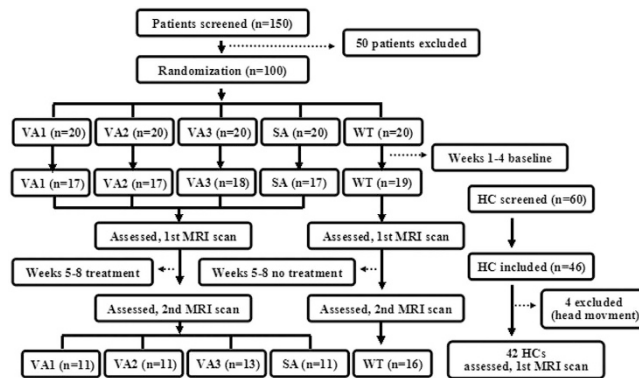 Patients screened (n=150)
50 patients excluded
Randomization (n=100)
VA1 (n=20) VA2 (n=20) VA3 (n=20) SA (n=20) WT (n=20)
Weeks 1-4 baseline
VA1 (n=17) VA2 (n=17) VA3 (n=18) SA (n=17) WT (n=19)
HC screened (n=60)
Assessed, 1st MRI scan Assessed, 1st MRI scan
Weeks 5-8 treatment Weeks 5-8 no treatment HC included (n=46)
Assessed, 2nd MRI scan Assessed, 2nd MRI scan
4 excluded
(head movment)
VA1 (n=11) VA2 (n=11) VA3 (n=13) SA (n=11) WT (n=16)
42 HCs
assessed, 1st MRI scan